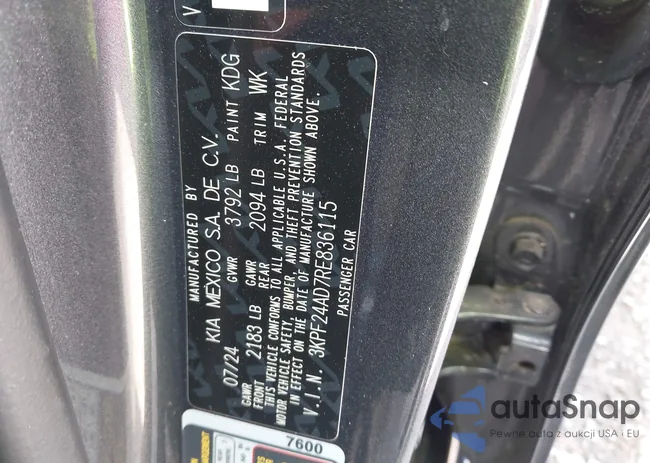 V
MANUFACTURED BY
KIA MEXICO S.A. DE C.V.
07/24 GVWR 3792 LB PAINT KDG
GAWR FRONT 2183 LB GAWR REAR 2094 LB TRIM WK
THIS VEHICLE CONFORMS TO ALL APPLICABLE U.S.A. FEDERAL
MOTOR VEHICLE SAFETY, BUMPER, AND THEFT PREVENTION STANDARDS
IN EFFECT ON THE DATE OF MANUFACTURE SHOWN ABOVE.
V.I.N. 3KPF24AD7RE836115
PASSENGER CAR
7600
autaSnap
Pewne auta z aukcji USA i EU